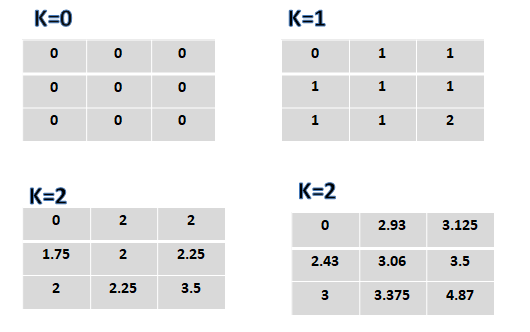 K=0
0 0 0
0 0 0
0 0 0
K=1
0 1 1
1 1 1
1 1 2
K=2
0 2 2
1.75 2 2.25
2 2.25 3.5
K=2
0 2.93 3.125
2.43 3.06 3.5
3 3.375 4.87